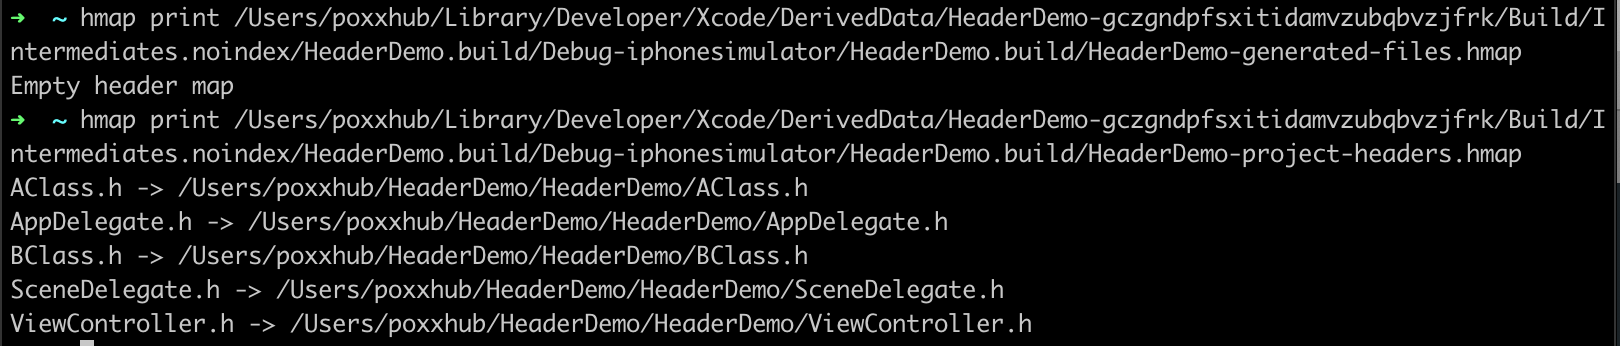 ➜  ~ hmap print /Users/poxxhub/Library/Developer/Xcode/DerivedData/HeaderDemo-gczgndpfsxitidamvzubqbvzjfrk/Build/I
ntermediates.noindex/HeaderDemo.build/Debug-iphonesimulator/HeaderDemo.build/HeaderDemo-generated-files.hmap
Empty header map
➜  ~ hmap print /Users/poxxhub/Library/Developer/Xcode/DerivedData/HeaderDemo-gczgndpfsxitidamvzubqbvzjfrk/Build/I
ntermediates.noindex/HeaderDemo.build/Debug-iphonesimulator/HeaderDemo.build/HeaderDemo-project-headers.hmap
AClass.h -> /Users/poxxhub/HeaderDemo/HeaderDemo/AClass.h
AppDelegate.h -> /Users/poxxhub/HeaderDemo/HeaderDemo/AppDelegate.h
BClass.h -> /Users/poxxhub/HeaderDemo/HeaderDemo/BClass.h
SceneDelegate.h -> /Users/poxxhub/HeaderDemo/HeaderDemo/SceneDelegate.h
ViewController.h -> /Users/poxxhub/HeaderDemo/HeaderDemo/ViewController.h